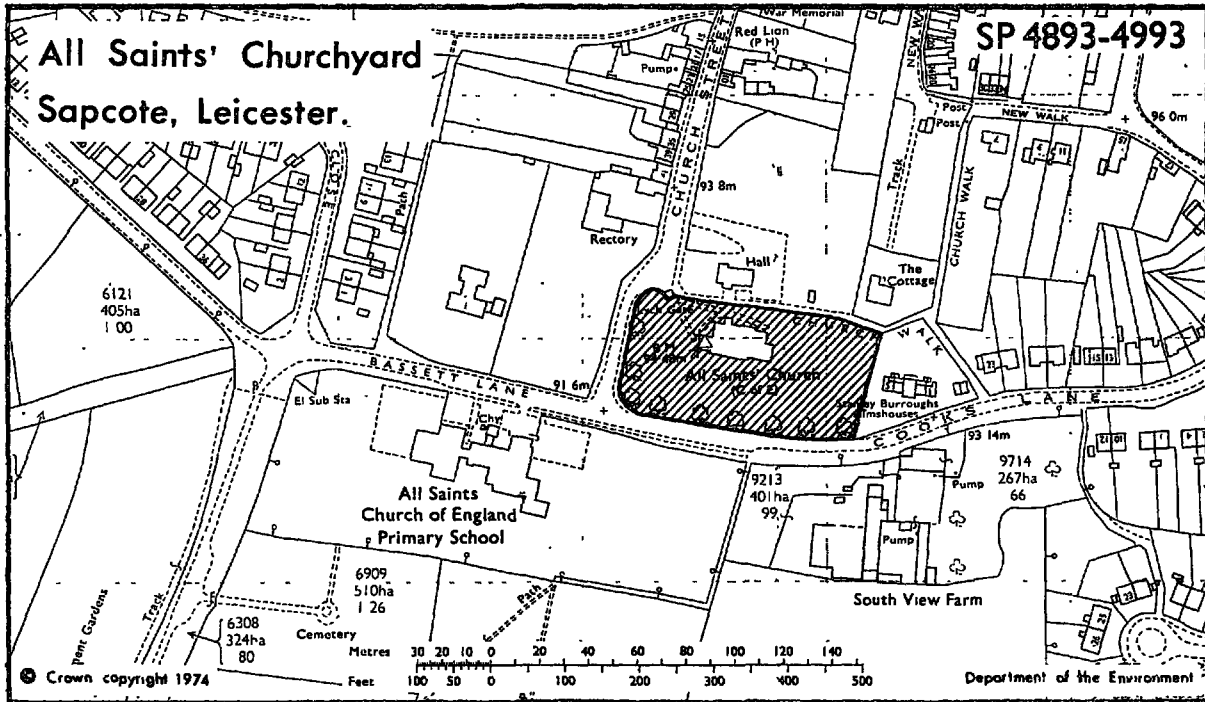 All Saints' Churchyard
Sapcote, Leicester.
SP 4893-4993
War Memorial
Red Lion
(P H)
Pump
CHURCH STREET
NEW WALK
Post
Post
NEW WALK
96 0m
CLOSE
Path
93 8m
Track
CHURCH WALK
Rectory
Hall
The
Cottage
6121
405ha
1 00
CHURCH WALK
B M
All Saints' Church
(C of E)
BASSETT LANE
91 6m
El Sub Sta
Burroughs
Almshouses
COOKS LANE
93 14m
All Saints
Church of England
Primary School
9213
401ha
99
Pump
9714
267ha
66
Pump
South View Farm
6909
510ha
1 26
Path
Track
6308
324ha
80
Cemetery
Gardens
Metres 30 20 10 0 20 40 60 80 100 120 140
Feet 100 50 0 100 200 300 400 500
© Crown copyright 1974
Department of the Environment